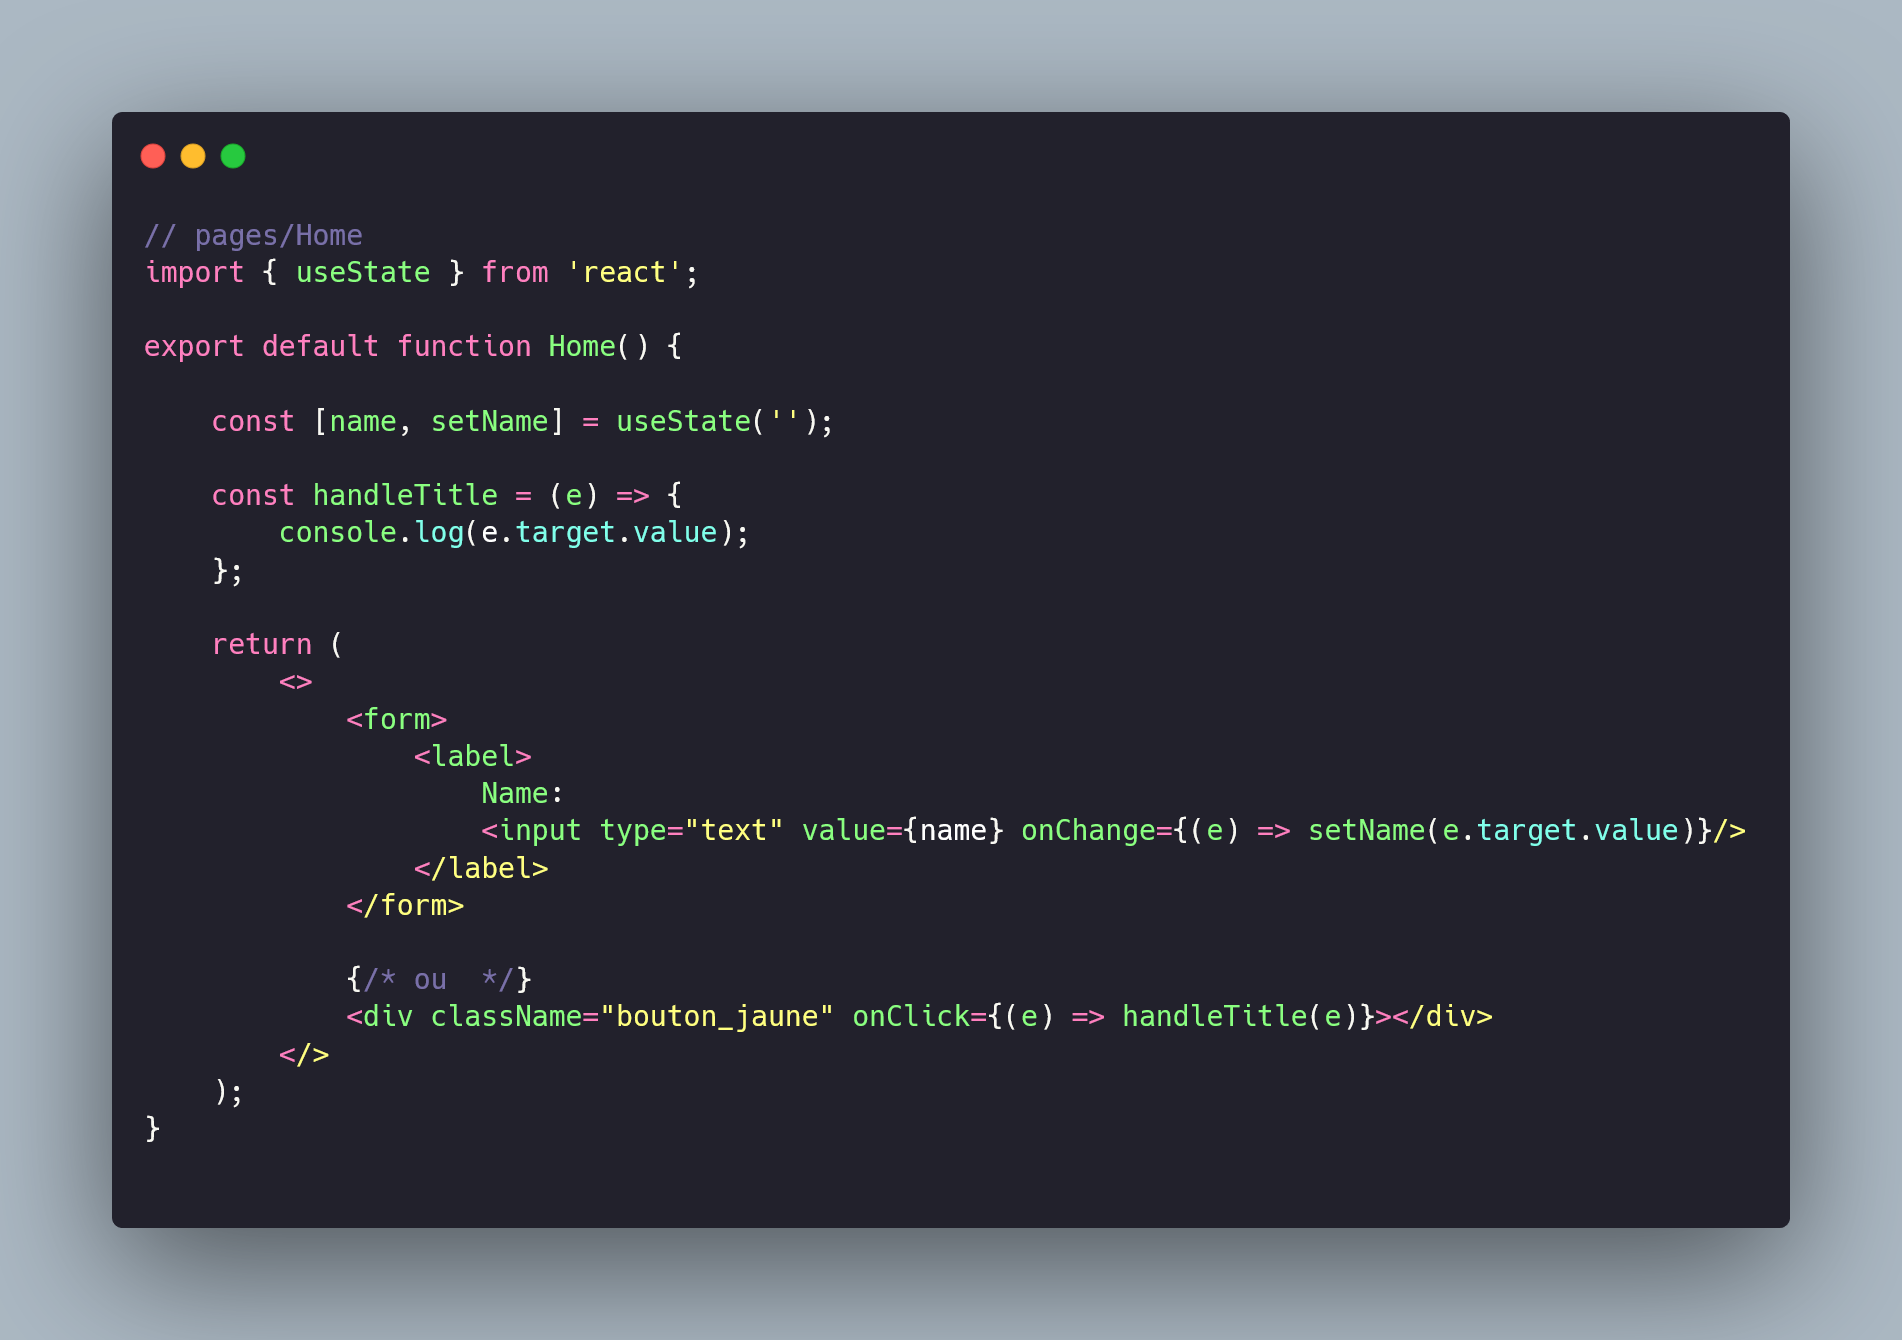 // pages/Home
import { useState } from 'react';
export default function Home() {
const [name, setName] = useState('');
const handleTitle = (e) => {
console.log(e.target.value);
};
return (
<>
<form>
<label>
Name:
<input type="text" value={name} onChange={(e) => setName(e.target.value)}/>
</label>
</form>
{/* ou  */}
<div className="bouton_jaune" onClick={(e) => handleTitle(e)}></div>
</>
);
}